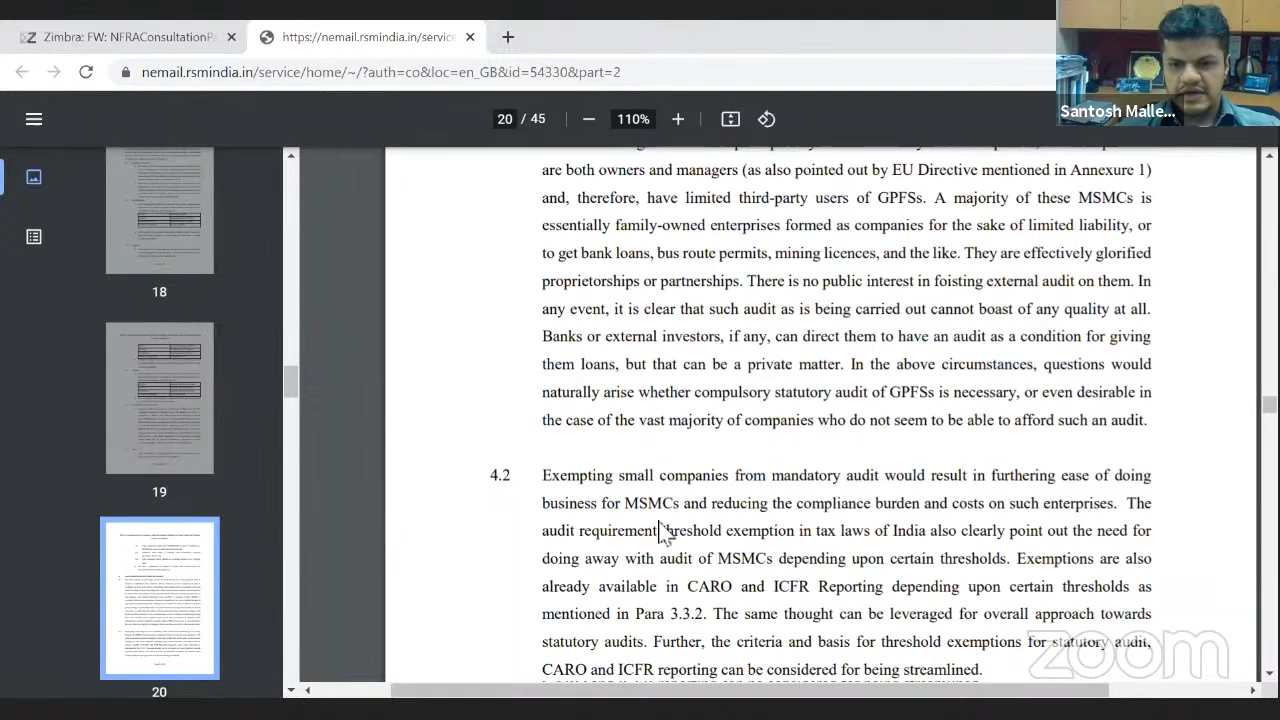 Zimbra: FW: NFRAConsultationPa
https://nemail.rsmindia.in/service
nemail.rsmindia.in/service/home/~/?auth=co&loc=en_GB&id=54330&part=2
Santosh Malle...
20 / 45
110%
are both owners and managers (as also pointed out by EU Directive mentioned in Annexure 1)
and, therefore, have limited third-party users of GPFSs. A majority of these MSMCs is
essentially family-owned enterprises formed as companies for the sake of limited liability, or
to get bank loans, bus route permits, mining licences, and the like. They are effectively glorified
proprietorships or partnerships. There is no public interest in foisting external audit on them. In
any event, it is clear that such audit as is being carried out cannot boast of any quality at all.
Banks or external investors, if any, can direct them to have an audit as a condition for giving
them loans, but that can be a private matter. In the above circumstances, questions would
naturally arise whether compulsory statutory audit of GPFSs is necessary, or even desirable in
the case the vast majority of companies who do not seem to be able to afford such an audit.
4.2 Exempting small companies from mandatory audit would result in furthering ease of doing
business for MSMCs and reducing the compliance burden and costs on such enterprises. The
audit related threshold exemption in tax laws of India also clearly point out the need for
doing away with audit of MSMCs dependent upon certain thresholds. Exemptions are also
made applicable in CARO and ICFR reporting, depending upon certain thresholds as
mentioned in Para 3.3.2. The same thought can be leveraged for overall approach towards
statutory audits. Further, the criteria and limits of threshold exemptions for statutory audit,
CARO and ICFR reporting can be considered for being streamlined.
18
19
20
zoom